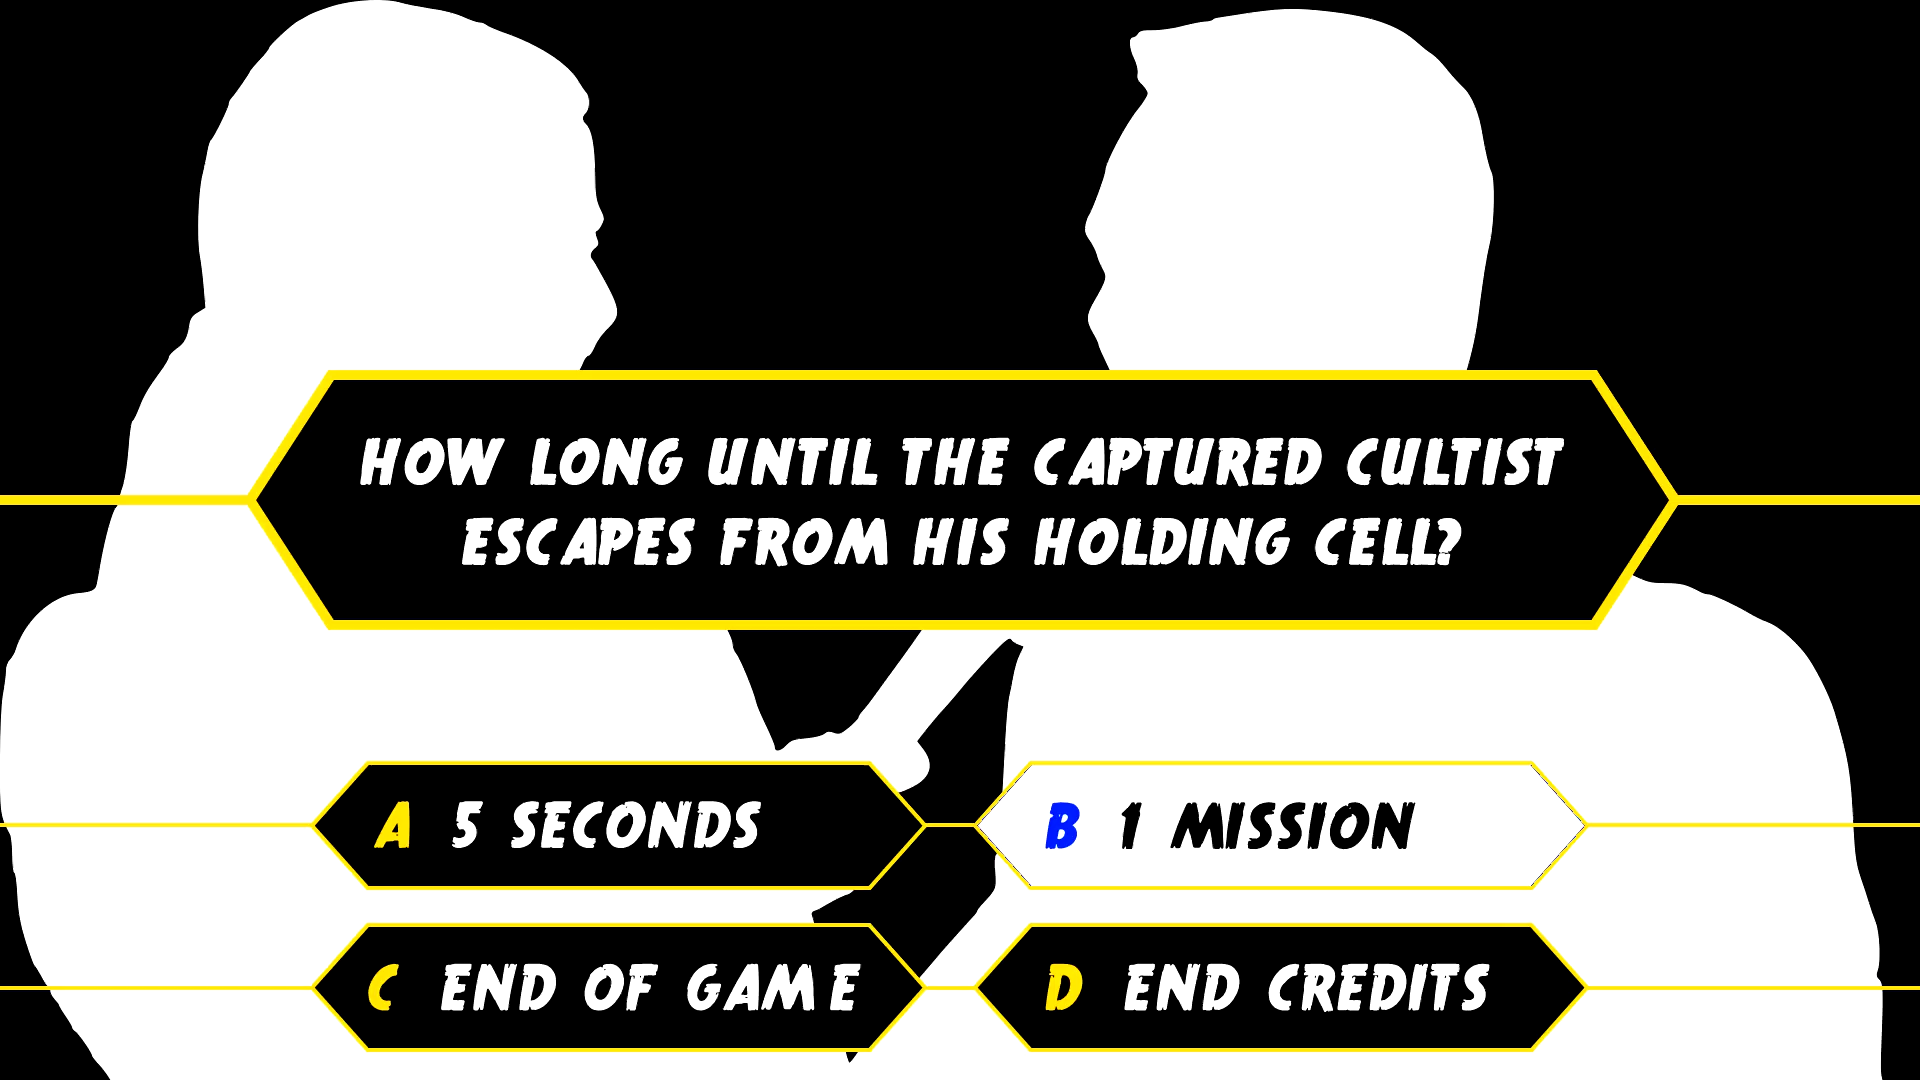 HOW LONG UNTIL THE CAPTURED CULTIST
ESCAPES FROM HIS HOLDING CELL?
A 5 SECONDS
B 1 MISSION
C END OF GAME
D END CREDITS